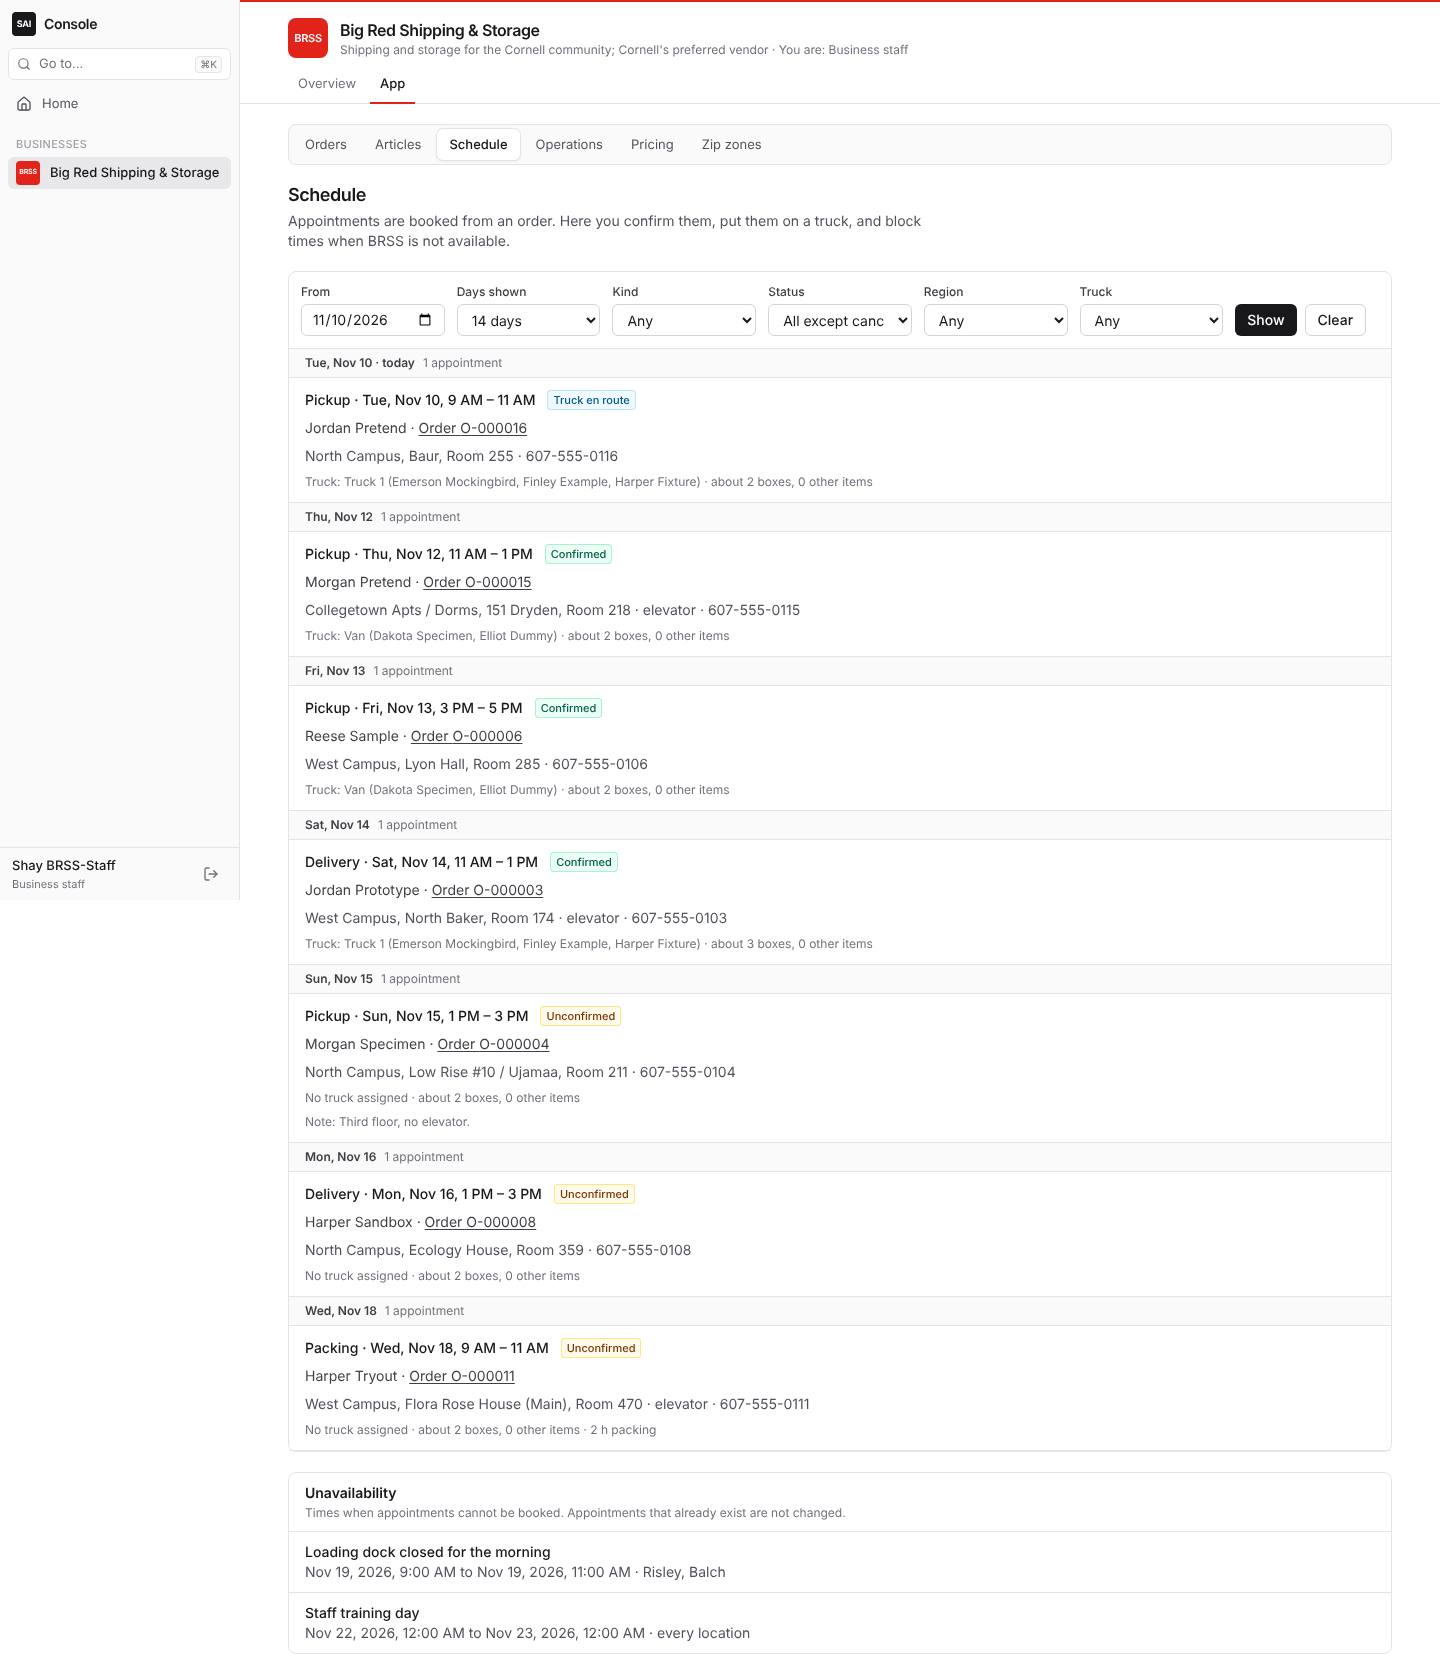 SAI Console
Go to... ⌘K
Home
BUSINESSES
BRSS Big Red Shipping & Storage
Shay BRSS-Staff
Business staff
BRSS
Big Red Shipping & Storage
Shipping and storage for the Cornell community; Cornell's preferred vendor · You are: Business staff
Overview App
Orders Articles Schedule Operations Pricing Zip zones
Schedule
Appointments are booked from an order. Here you confirm them, put them on a truck, and block
times when BRSS is not available.
From Days shown Kind Status Region Truck
11/10/2026 14 days Any All except canc Any Any Show Clear
Tue, Nov 10 · today 1 appointment
Pickup · Tue, Nov 10, 9 AM – 11 AM Truck en route
Jordan Pretend · Order O-000016
North Campus, Baur, Room 255 · 607-555-0116
Truck: Truck 1 (Emerson Mockingbird, Finley Example, Harper Fixture) · about 2 boxes, 0 other items
Thu, Nov 12 1 appointment
Pickup · Thu, Nov 12, 11 AM – 1 PM Confirmed
Morgan Pretend · Order O-000015
Collegetown Apts / Dorms, 151 Dryden, Room 218 · elevator · 607-555-0115
Truck: Van (Dakota Specimen, Elliot Dummy) · about 2 boxes, 0 other items
Fri, Nov 13 1 appointment
Pickup · Fri, Nov 13, 3 PM – 5 PM Confirmed
Reese Sample · Order O-000006
West Campus, Lyon Hall, Room 285 · 607-555-0106
Truck: Van (Dakota Specimen, Elliot Dummy) · about 2 boxes, 0 other items
Sat, Nov 14 1 appointment
Delivery · Sat, Nov 14, 11 AM – 1 PM Confirmed
Jordan Prototype · Order O-000003
West Campus, North Baker, Room 174 · elevator · 607-555-0103
Truck: Truck 1 (Emerson Mockingbird, Finley Example, Harper Fixture) · about 3 boxes, 0 other items
Sun, Nov 15 1 appointment
Pickup · Sun, Nov 15, 1 PM – 3 PM Unconfirmed
Morgan Specimen · Order O-000004
North Campus, Low Rise #10 / Ujamaa, Room 211 · 607-555-0104
No truck assigned · about 2 boxes, 0 other items
Note: Third floor, no elevator.
Mon, Nov 16 1 appointment
Delivery · Mon, Nov 16, 1 PM – 3 PM Unconfirmed
Harper Sandbox · Order O-000008
North Campus, Ecology House, Room 359 · 607-555-0108
No truck assigned · about 2 boxes, 0 other items
Wed, Nov 18 1 appointment
Packing · Wed, Nov 18, 9 AM – 11 AM Unconfirmed
Harper Tryout · Order O-000011
West Campus, Flora Rose House (Main), Room 470 · elevator · 607-555-0111
No truck assigned · about 2 boxes, 0 other items · 2 h packing
Unavailability
Times when appointments cannot be booked. Appointments that already exist are not changed.
Loading dock closed for the morning
Nov 19, 2026, 9:00 AM to Nov 19, 2026, 11:00 AM · Risley, Balch
Staff training day
Nov 22, 2026, 12:00 AM to Nov 23, 2026, 12:00 AM · every location